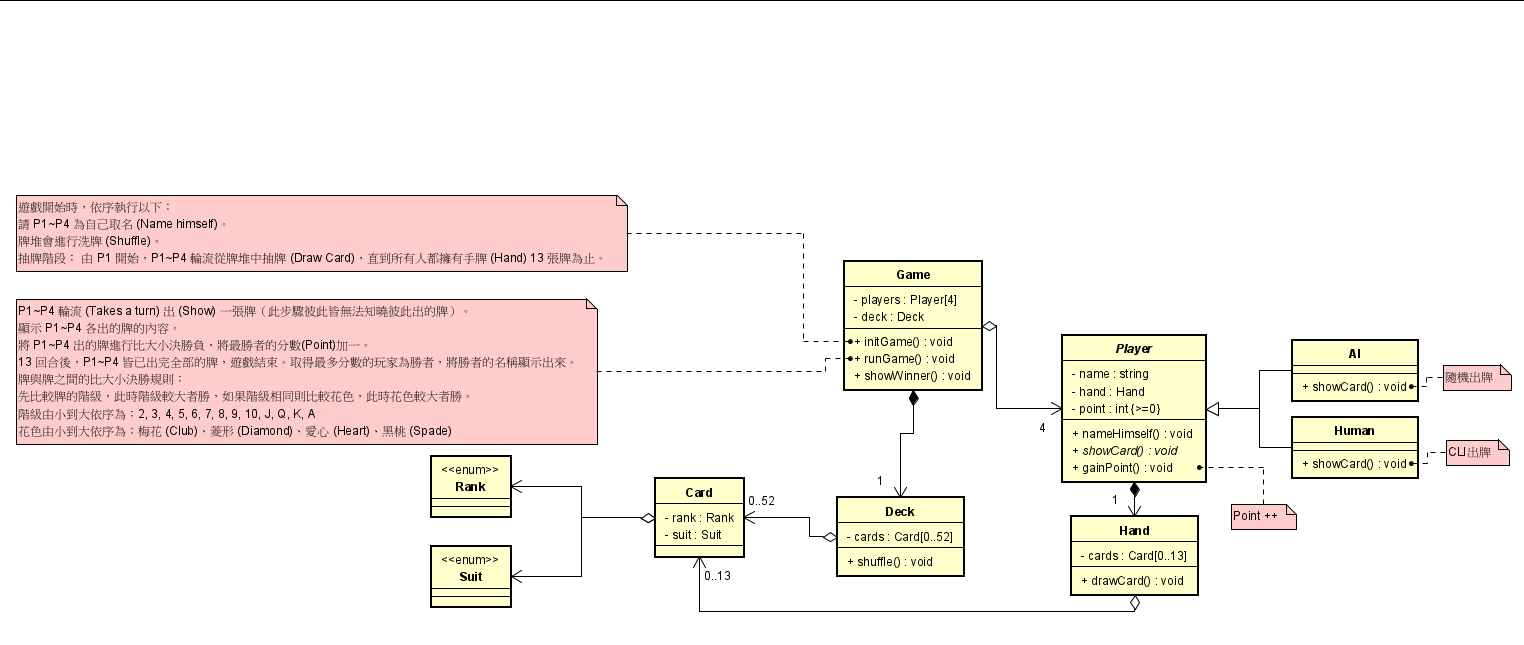 遊戲開始時，依序執行以下：
請 P1~P4 為自己取名 (Name himself)。
牌堆會進行洗牌 (Shuffle)。
抽牌階段： 由 P1 開始，P1~P4 輪流從牌堆中抽牌 (Draw Card)，直到所有人都擁有手牌 (Hand) 13 張牌為止。
P1~P4 輪流 (Takes a turn) 出 (Show) 一張牌（此步驟彼此皆無法知曉彼此出的牌）。
顯示 P1~P4 各出的牌的內容。
將 P1~P4 出的牌進行比大小決勝負，將最勝者的分數(Point)加一。
13 回合後，P1~P4 皆已出完全部的牌，遊戲結束。取得最多分數的玩家為勝者，將勝者的名稱顯示出來。
牌與牌之間的比大小決勝規則：
先比較牌的階級，此時階級較大者勝，如果階級相同則比較花色，此時花色較大者勝。
階級由小到大依序為：2, 3, 4, 5, 6, 7, 8, 9, 10, J, Q, K, A
花色由小到大依序為：梅花 (Club)、菱形 (Diamond)、愛心 (Heart)、黑桃 (Spade)
Game
- players : Player[4]
- deck : Deck
+ initGame() : void
+ runGame() : void
+ showWinner() : void
4
1
Player
- name : string
- hand : Hand
- point : int {>=0}
+ nameHimself() : void
+ showCard() : void
+ gainPoint() : void
1
Point ++
AI
+ showCard() : void
隨機出牌
Human
+ showCard() : void
CLI出牌
<<enum>>
Rank
<<enum>>
Suit
Card
- rank : Rank
- suit : Suit
0..52
0..13
Deck
- cards : Card[0..52]
+ shuffle() : void
Hand
- cards : Card[0..13]
+ drawCard() : void